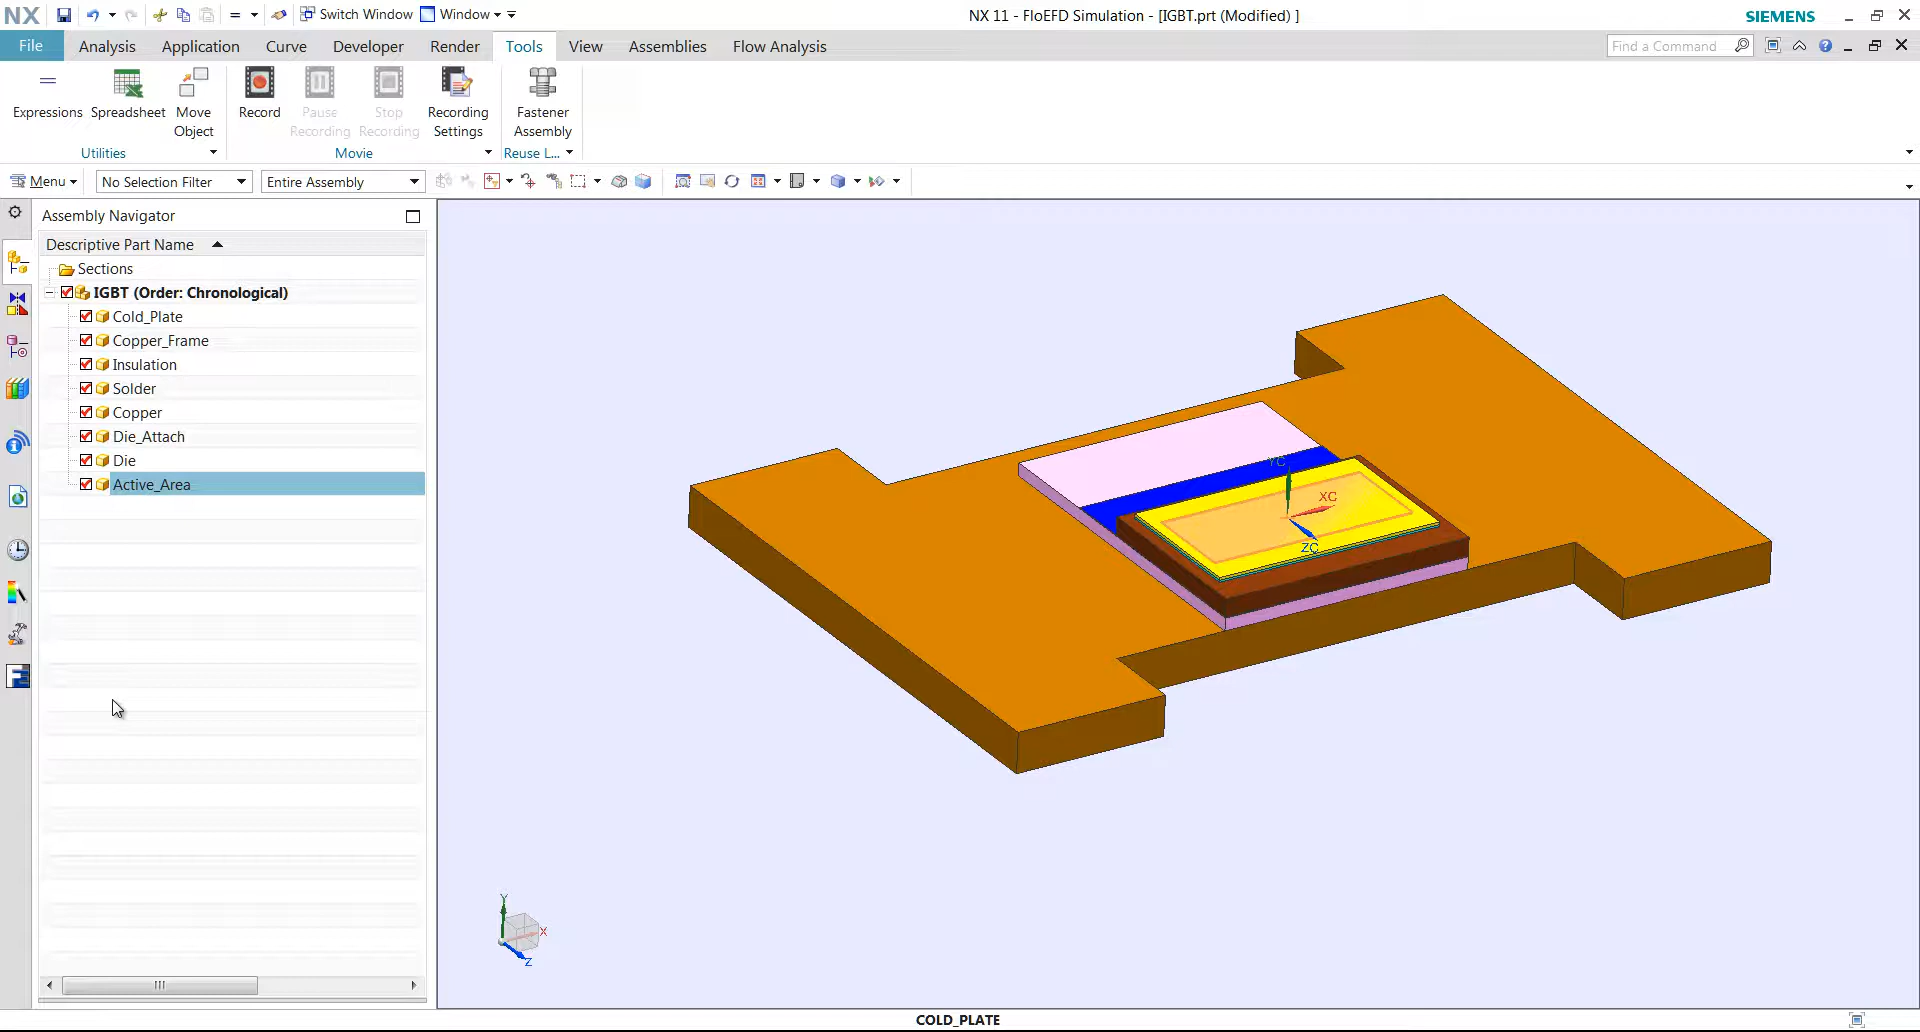 NX
Switch Window
Window
NX 11 - FloEFD Simulation - [IGBT.prt (Modified) ]
SIEMENS
File
Analysis
Application
Curve
Developer
Render
Tools
View
Assemblies
Flow Analysis
Find a Command
Expressions
Spreadsheet
Move Object
Record
Pause Recording
Stop Recording
Recording Settings
Fastener Assembly
Utilities
Movie
Reuse L...
Menu
No Selection Filter
Entire Assembly
Assembly Navigator
Descriptive Part Name
Sections
IGBT (Order: Chronological)
Cold_Plate
Copper_Frame
Insulation
Solder
Copper
Die_Attach
Die
Active_Area
YC
XC
ZC
Y
X
Z
COLD_PLATE